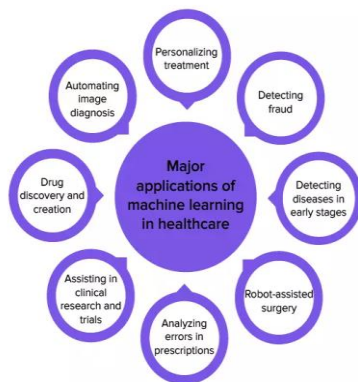 Major
applications of
machine learning
in healthcare
Personalizing
treatment
Detecting
fraud
Detecting
diseases in
early stages
Robot-assisted
surgery
Analyzing
errors in
prescriptions
Assisting in
clinical
research and
trials
Drug
discovery and
creation
Automating
image
diagnosis